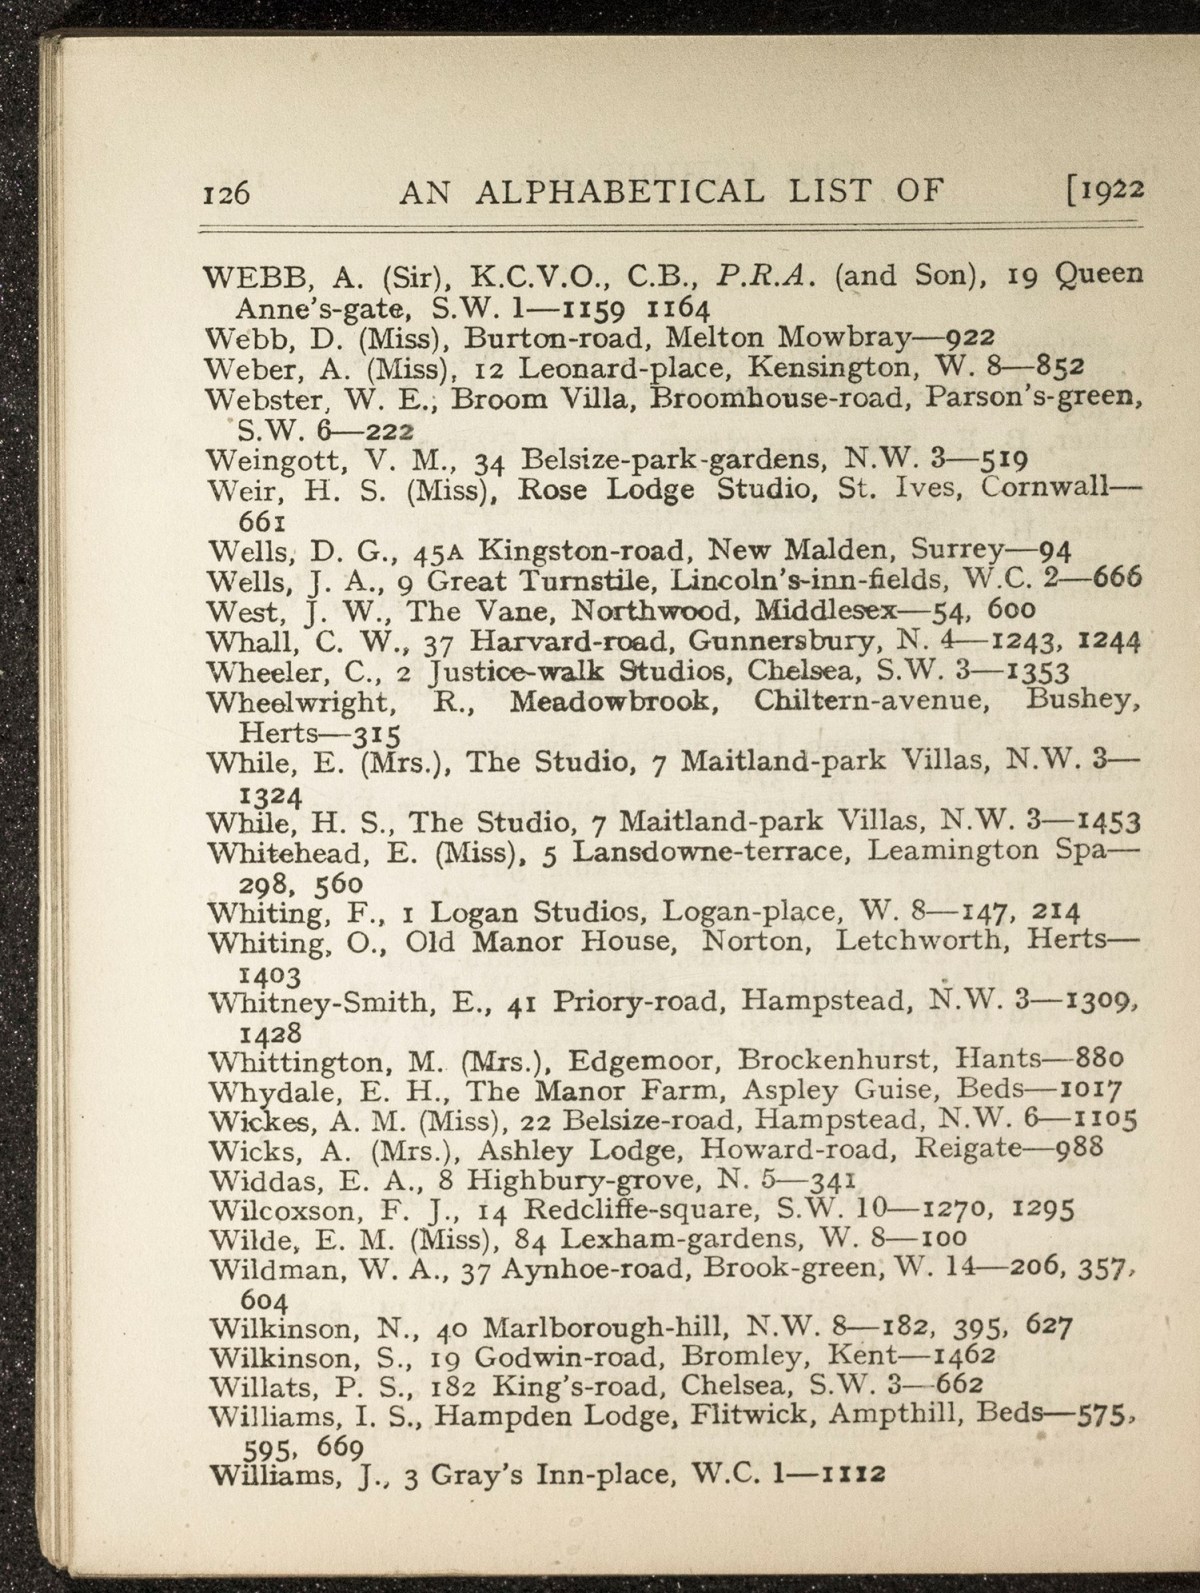 126 AN ALPHABETICAL LIST OF [1922
WEBB, A. (Sir), K.C.V.O., C.B., P.R.A. (and Son), 19 Queen
Anne's-gate, S.W. 1—1159 1164
Webb, D. (Miss), Burton-road, Melton Mowbray—922
Weber, A. (Miss), 12 Leonard-place, Kensington, W. 8—852
Webster, W. E., Broom Villa, Broomhouse-road, Parson's-green,
S.W. 6—222
Weingott, V. M., 34 Belsize-park-gardens, N.W. 3—519
Weir, H. S. (Miss), Rose Lodge Studio, St. Ives, Cornwall—
661
Wells, D. G., 45A Kingston-road, New Malden, Surrey—94
Wells, J. A., 9 Great Turnstile, Lincoln's-inn-fields, W.C. 2—666
West, J. W., The Vane, Northwood, Middlesex—54, 600
Whall, C. W., 37 Harvard-road, Gunnersbury, N. 4—1243, 1244
Wheeler, C., 2 Justice-walk Studios, Chelsea, S.W. 3—1353
Wheelwright, R., Meadowbrook, Chiltern-avenue, Bushey,
Herts—315
While, E. (Mrs.), The Studio, 7 Maitland-park Villas, N.W. 3—
1324
While, H. S., The Studio, 7 Maitland-park Villas, N.W. 3—1453
Whitehead, E. (Miss), 5 Lansdowne-terrace, Leamington Spa—
298, 560
Whiting, F., 1 Logan Studios, Logan-place, W. 8—147, 214
Whiting, O., Old Manor House, Norton, Letchworth, Herts—
1403
Whitney-Smith, E., 41 Priory-road, Hampstead, N.W. 3—1309,
1428
Whittington, M. (Mrs.), Edgemoor, Brockenhurst, Hants—880
Whydale, E. H., The Manor Farm, Aspley Guise, Beds—1017
Wickes, A. M. (Miss), 22 Belsize-road, Hampstead, N.W. 6—1105
Wicks, A. (Mrs.), Ashley Lodge, Howard-road, Reigate—988
Widdas, E. A., 8 Highbury-grove, N. 5—341
Wilcoxson, F. J., 14 Redcliffe-square, S.W. 10—1270, 1295
Wilde, E. M. (Miss), 84 Lexham-gardens, W. 8—100
Wildman, W. A., 37 Aynhoe-road, Brook-green, W. 14—206, 357,
604
Wilkinson, N., 40 Marlborough-hill, N.W. 8—182, 395, 627
Wilkinson, S., 19 Godwin-road, Bromley, Kent—1462
Willats, P. S., 182 King's-road, Chelsea, S.W. 3—662
Williams, I. S., Hampden Lodge, Flitwick, Ampthill, Beds—575,
595, 669
Williams, J., 3 Gray's Inn-place, W.C. 1—1112